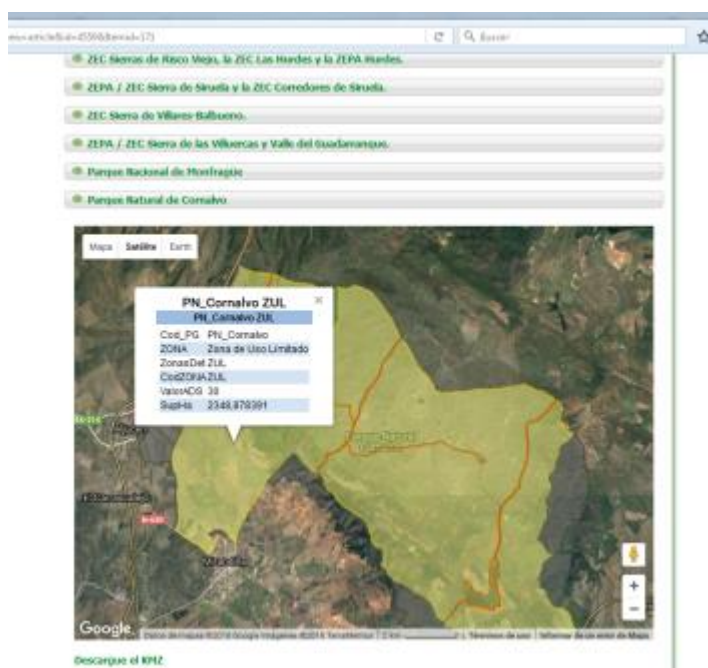 Buscar
ZEC Sierras de Risco Viejo, la ZEC Las Hurdes y la ZEPA Hurdes.
ZEPA / ZEC Sierra de Siruela y la ZEC Corredores de Siruela.
ZEC Sierra de Villares-Balbueno.
ZEPA / ZEC Sierra de las Villuercas y Valle del Guadarranque.
Parque Nacional de Monfragüe
Parque Natural de Cornalvo
Mapa Satélite Earth
PN_Cornalvo ZUL
PN_Cornalvo ZUL
Cod_PG PN_Cornalvo
ZONA Zona de Uso Limitado
ZonasDet ZUL
CodZONA ZUL
ValorADS 38
SupHa 2348,878391
Parque Natural
Mirandilla
Google
Términos de uso Informar de un error de Maps
Descargue el KMZ